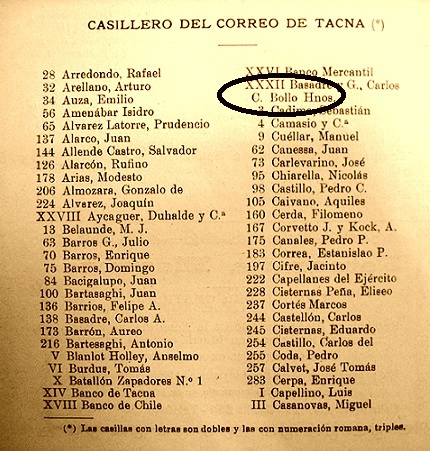 CASILLERO DEL CORREO DE TACNA (*)
28 Arredondo, Rafael
32 Arellano, Arturo
34 Auza, Emilio
56 Amenábar Isidro
65 Alvarez Latorre, Prudencio
137 Alarco, Juan
144 Allende Castro, Salvador
126 Alarcón, Rufino
178 Arias, Modesto
206 Almozara, Gonzalo de
224 Alvarez, Joaquín
XXVIII Aycaguer, Duhalde y C.ª
13 Belaunde, M. J.
63 Barros G., Julio
70 Barros, Enrique
75 Barros, Domingo
84 Bacigalupo, Juan
100 Bartassghi, Juan
136 Barrios, Felipe A.
138 Basadre, Carlos A.
173 Barrón, Aureo
216 Bartessghi, Antonio
V Blanlot Holley, Anselmo
VI Burdus, Tomás
X Batallón Zapadores N.º 1
XIV Banco de Tacna
XVIII Banco de Chile
XXVI Banco Mercantil
XXXII Basadre y G., Carlos
C. Bollo Hnos.
3 Cadima, Sebastián
4 Camasio y C.ª
9 Cuéllar, Manuel
62 Canessa, Juan
73 Carlevarino, José
95 Chiarella, Nicolás
98 Castillo, Pedro C.
105 Caivano, Aquiles
160 Cerda, Filomeno
167 Corvetto J. y Kock, A.
175 Canales, Pedro P.
183 Correa, Estanislao P.
197 Cifre, Jacinto
222 Capellanes del Ejército
228 Cisternas Peña, Eliseo
237 Cortés Marcos
244 Castellón, Carlos
245 Cisternas, Eduardo
254 Castillo, Carlos del
255 Coda, Pedro
257 Calvet, José Tomás
283 Cerpa, Enrique
I Capellino, Luis
III Casanovas, Miguel
(*) Las casillas con letras son dobles y las con numeración romana, triples.